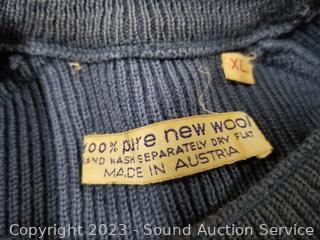 XL
100% pure new wool
HAND WASH SEPARATELY DRY FLAT
MADE IN AUSTRIA
Copyright 2023 - Sound Auction Service